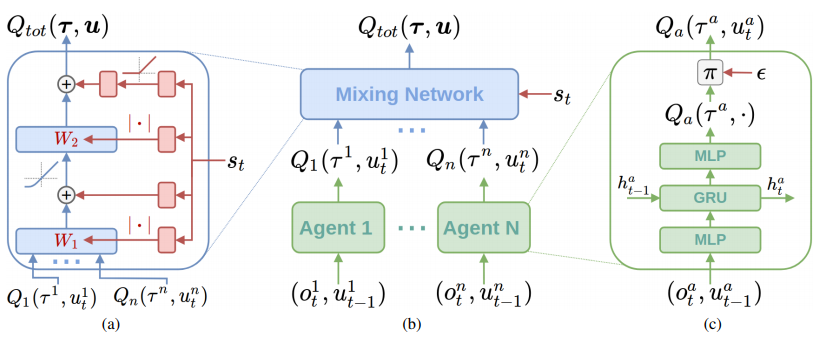 Q_{tot}(τ, u)
+
|·|
W_2
s_t
+
|·|
W_1
...
Q_1(τ^1, u_t^1) Q_n(τ^n, u_t^n)
(a)
Q_{tot}(τ, u)
Mixing Network
s_t
...
Q_1(τ^1, u_t^1) Q_n(τ^n, u_t^n)
Agent 1 ... Agent N
(o_t^1, u_{t-1}^1) (o_t^n, u_{t-1}^n)
(b)
Q_a(τ^a, u_t^a)
π ϵ
Q_a(τ^a, ·)
MLP
h_{t-1}^a GRU h_t^a
MLP
(o_t^a, u_{t-1}^a)
(c)